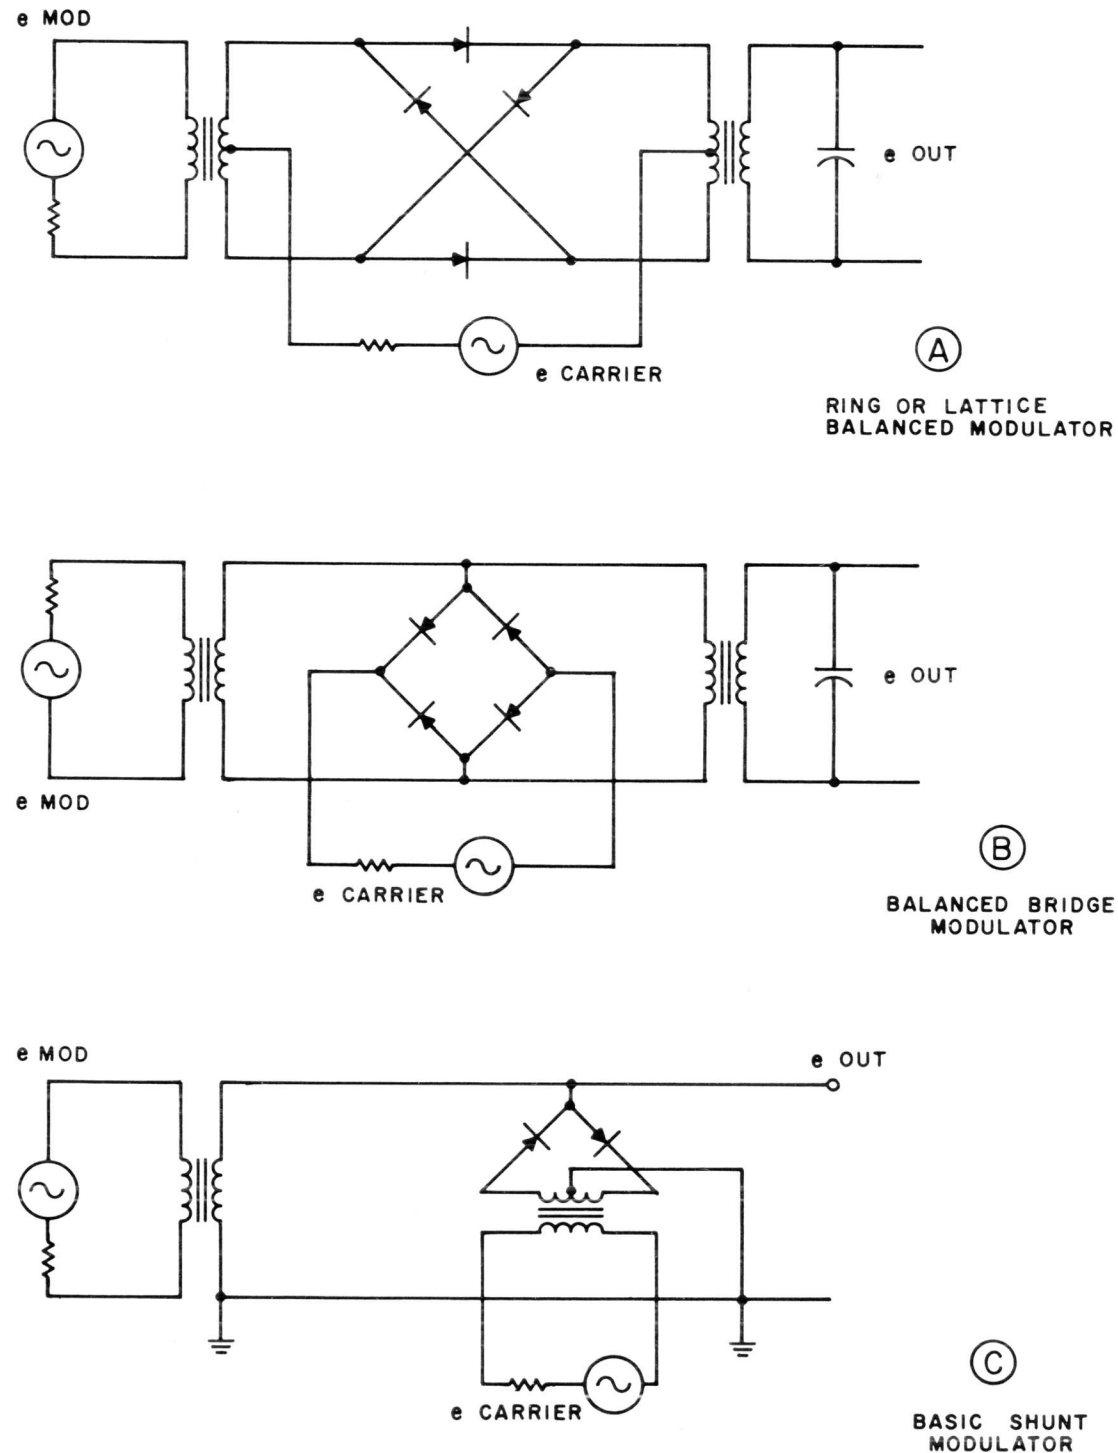 e MOD
e OUT
e CARRIER
A
RING OR LATTICE
BALANCED MODULATOR
e OUT
e MOD
e CARRIER
B
BALANCED BRIDGE
MODULATOR
e MOD
e OUT
e CARRIER
C
BASIC SHUNT
MODULATOR